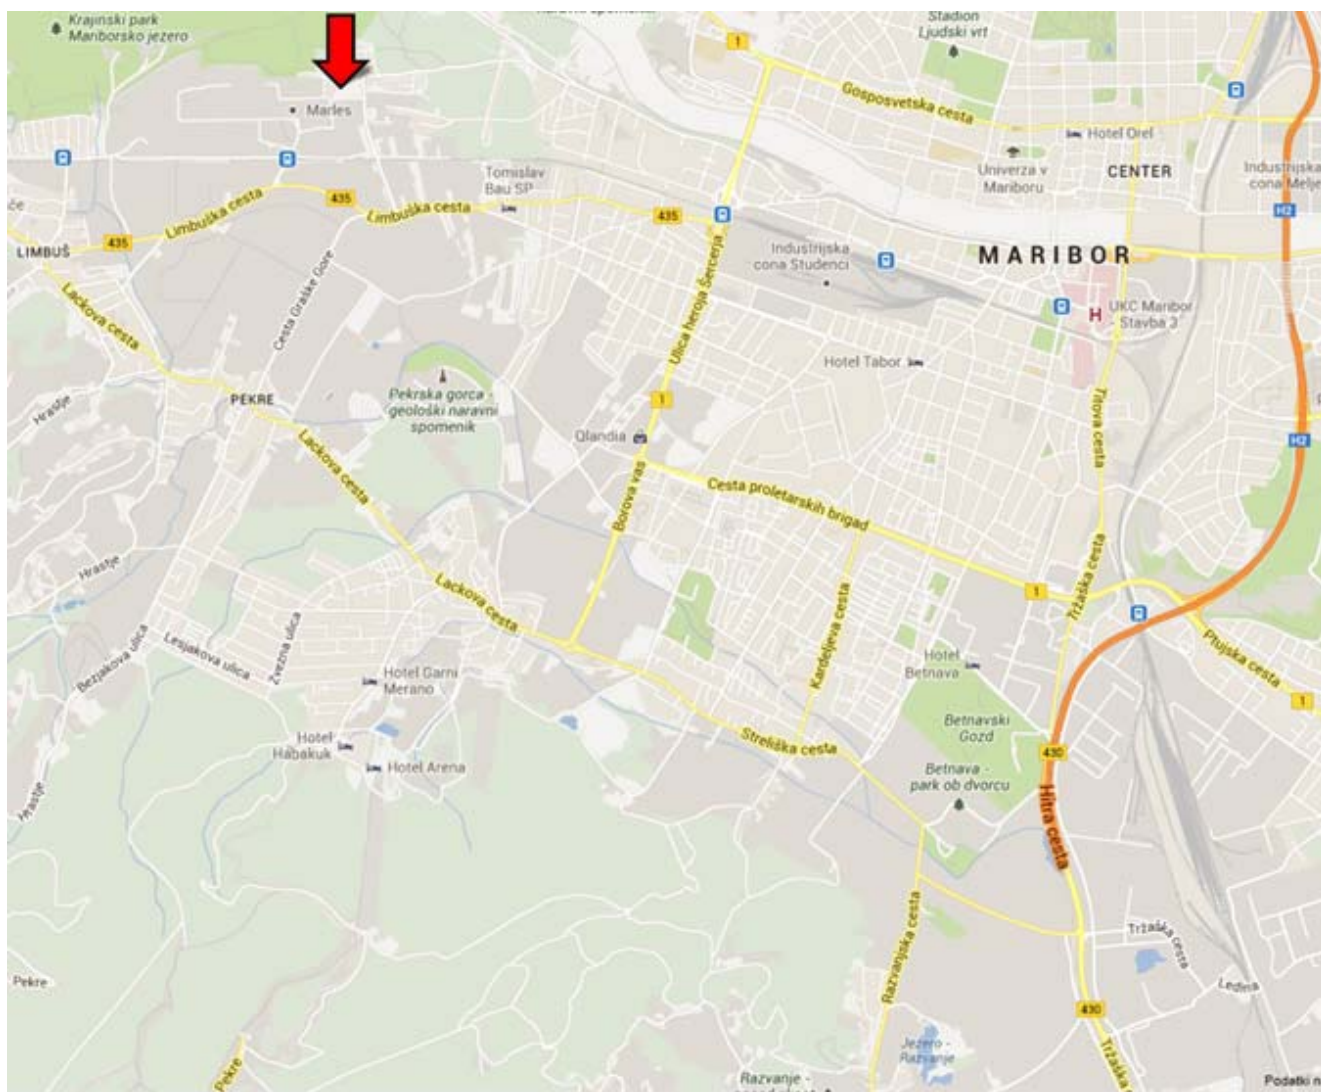 Krajinski park
Mariborsko jezero
Stadion
Ljudski vrt
1
Gosposvetska cesta
Marles
Hotel Orel
Univerza v
Mariboru
CENTER
Industrijska
cona Melje
H2
Tomislav
Bau SP
Limbuška cesta
435
Limbuška cesta
435
435
LIMBUŠ
Industrijska
cona Studenci
MARIBOR
UKC Maribor
- Stavba 3
H
Lackova cesta
Cesta Graške Gore
Ulica heroja Šercerja
Hotel Tabor
Pekrska gorca -
geološki naravni
spomenik
PEKRE
Hrastje
1
Qlandia
H2
Titova cesta
Lackova cesta
Borova vas
Cesta proletarskih brigad
Hrastje
Lackova cesta
1
Tržaška cesta
Kardeljeva cesta
Bezjakova ulica
Lesjakova ulica
Zvezna ulica
Hotel Garni
Merano
Hotel
Betnava
Ptujska cesta
1
Betnavski
Gozd
Hotel
Habakuk
Hotel Arena
Streliška cesta
430
Betnava -
park ob dvorcu
Hitra cesta
Hrastje
Razvanjska cesta
Tržaška cesta
Ledina
Pekre
430
Jezero -
Razvanje
Pekre
Razvanje -
Tržaška
Podatki